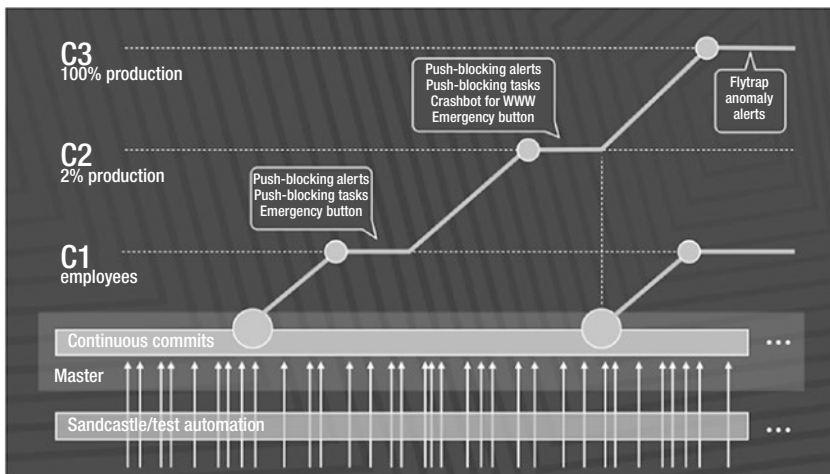 C3
100% production
Push-blocking alerts
Push-blocking tasks
Crashbot for WWW
Emergency button
Flytrap
anomaly
alerts
C2
2% production
Push-blocking alerts
Push-blocking tasks
Emergency button
C1
employees
Continuous commits
...
Master
Sandcastle/test automation
...